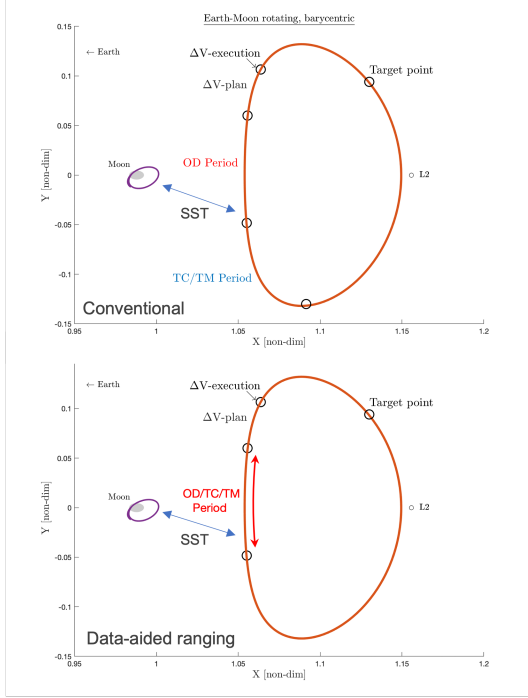 Earth-Moon rotating, barycentric
0.15
← Earth
ΔV-execution
Target point
0.1
ΔV-plan
0.05
Moon
OD Period
Y [non-dim]
0
L2
SST
-0.05
TC/TM Period
-0.1
Conventional
-0.15
0.95
1
1.05
1.1
1.15
1.2
X [non-dim]
← Earth
ΔV-execution
Target point
0.1
ΔV-plan
0.05
Moon
OD/TC/TM
Period
Y [non-dim]
0
L2
SST
-0.05
-0.1
Data-aided ranging
-0.15
0.95
1
1.05
1.1
1.15
1.2
X [non-dim]